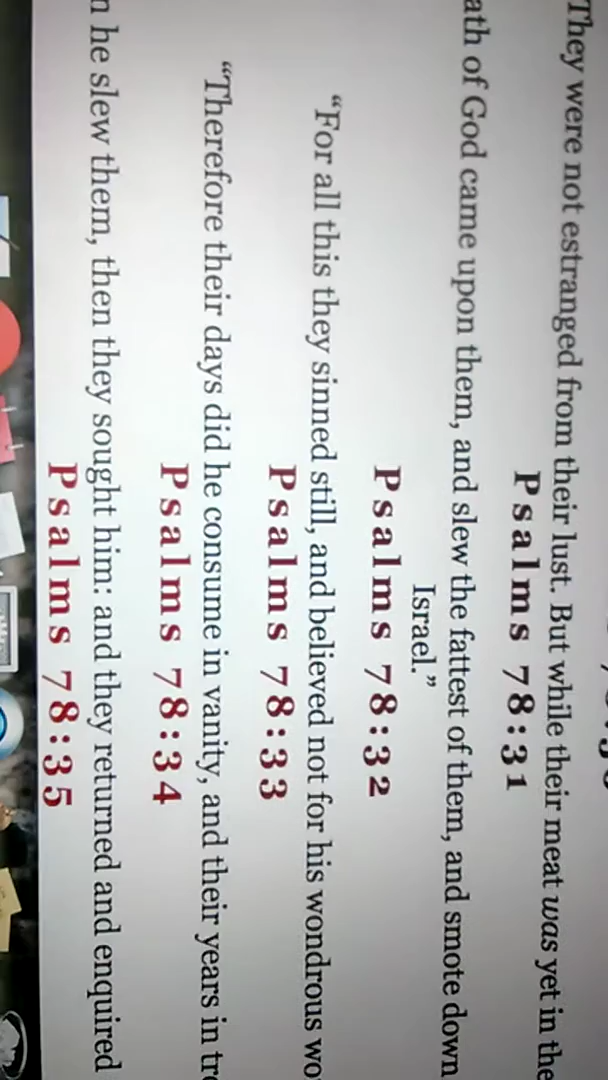 They were not estranged from their lust. But while their meat was yet in the
Psalms 78:31
ath of God came upon them, and slew the fattest of them, and smote down
Israel.”
Psalms 78:32
“For all this they sinned still, and believed not for his wondrous wo
Psalms 78:33
“Therefore their days did he consume in vanity, and their years in tr
Psalms 78:34
n he slew them, then they sought him: and they returned and enquired
Psalms 78:35